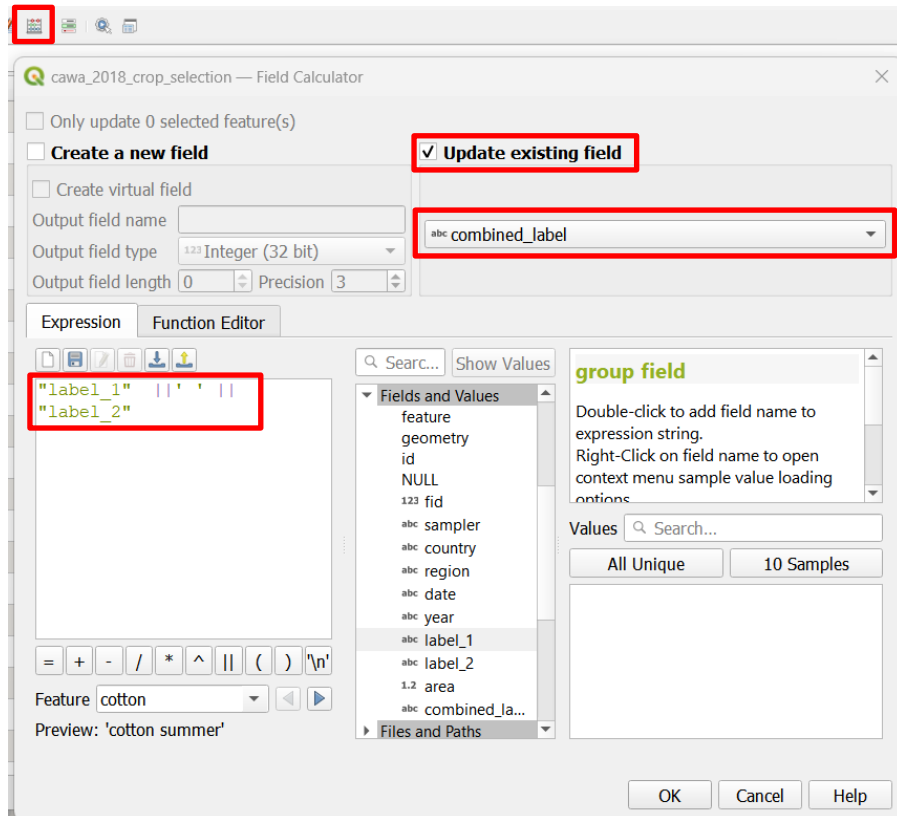 cawa_2018_crop_selection — Field Calculator
Only update 0 selected feature(s)
Create a new field
Update existing field
Create virtual field
Output field name
abc combined_label
Output field type 123 Integer (32 bit)
Output field length 0 Precision 3
Expression Function Editor
Searc... Show Values
"label_1" ||' ' ||
"label_2"
Fields and Values
feature
geometry
id
NULL
123 fid
abc sampler
abc country
abc region
abc date
abc year
abc label_1
abc label_2
1.2 area
abc combined_la...
Files and Paths
group field
Double-click to add field name to
expression string.
Right-Click on field name to open
context menu sample value loading
options
Values Search...
All Unique 10 Samples
= + - / * ^ || ( ) '\n'
Feature cotton
Preview: 'cotton summer'
OK Cancel Help